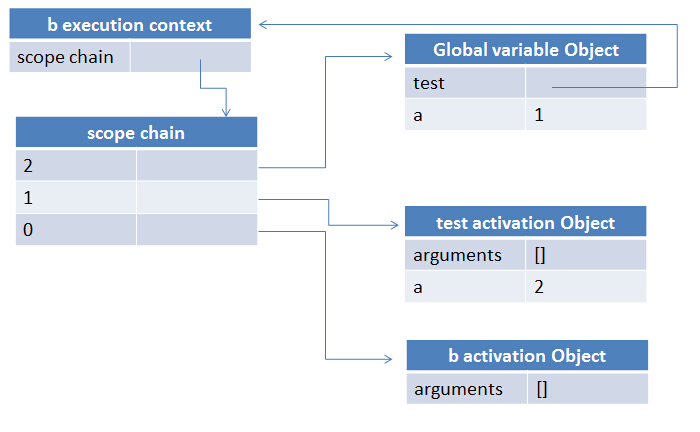 b execution context
scope chain
scope chain
2
1
0
Global variable Object
test
a 1
test activation Object
arguments []
a 2
b activation Object
arguments []